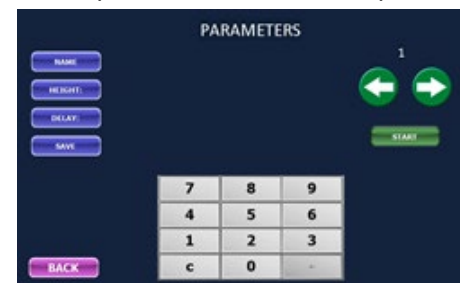 PARAMETERS
1
NAME
HEIGHT:
DELAY:
SAVE
START
7 8 9
4 5 6
1 2 3
c 0 -
BACK